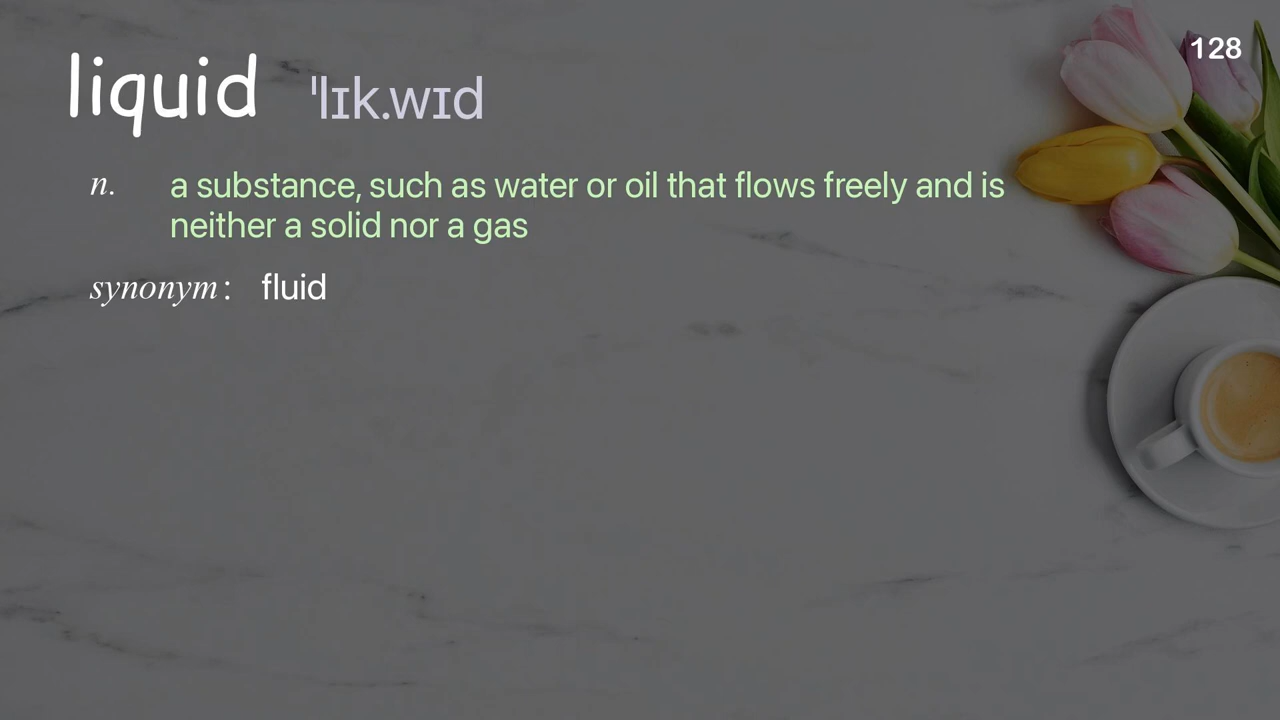 128
liquid ˈlɪk.wɪd
n. a substance, such as water or oil that flows freely and is
neither a solid nor a gas
synonym: fluid